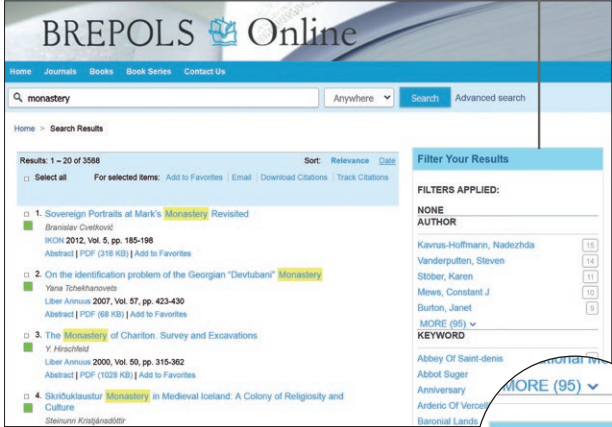 BREPOLS Online
Home Journals Books Book Series Contact Us
monastery Anywhere Search Advanced search
Home > Search Results
Results: 1 – 20 of 3588 Sort: Relevance Date
Select all For selected items: Add to Favorites | Email | Download Citations | Track Citations
1. Sovereign Portraits at Mark's Monastery Revisited
Branislav Cvetković
IKON 2012, Vol. 5, pp. 185-198
Abstract | PDF (316 KB) | Add to Favorites
2. On the identification problem of the Georgian "Devtubani" Monastery
Yana Tchekhanovets
Liber Annuus 2007, Vol. 57, pp. 423-430
Abstract | PDF (68 KB) | Add to Favorites
3. The Monastery of Chariton. Survey and Excavations
Y. Hirschfeld
Liber Annuus 2000, Vol. 50, pp. 315-362
Abstract | PDF (1028 KB) | Add to Favorites
4. Skriðuklaustur Monastery in Medieval Iceland: A Colony of Religiosity and
Culture
Steinunn Kristjánsdóttir
Filter Your Results
FILTERS APPLIED:
NONE
AUTHOR
Kavrus-Hoffmann, Nadezhda 15
Vanderputten, Steven 14
Stöber, Karen 11
Mews, Constant J 10
Burton, Janet 9
MORE (95)
KEYWORD
Abbey Of Saint-denis
Abbot Suger
Anniversary
Arderic Of
Baronial Lands
MORE (95)